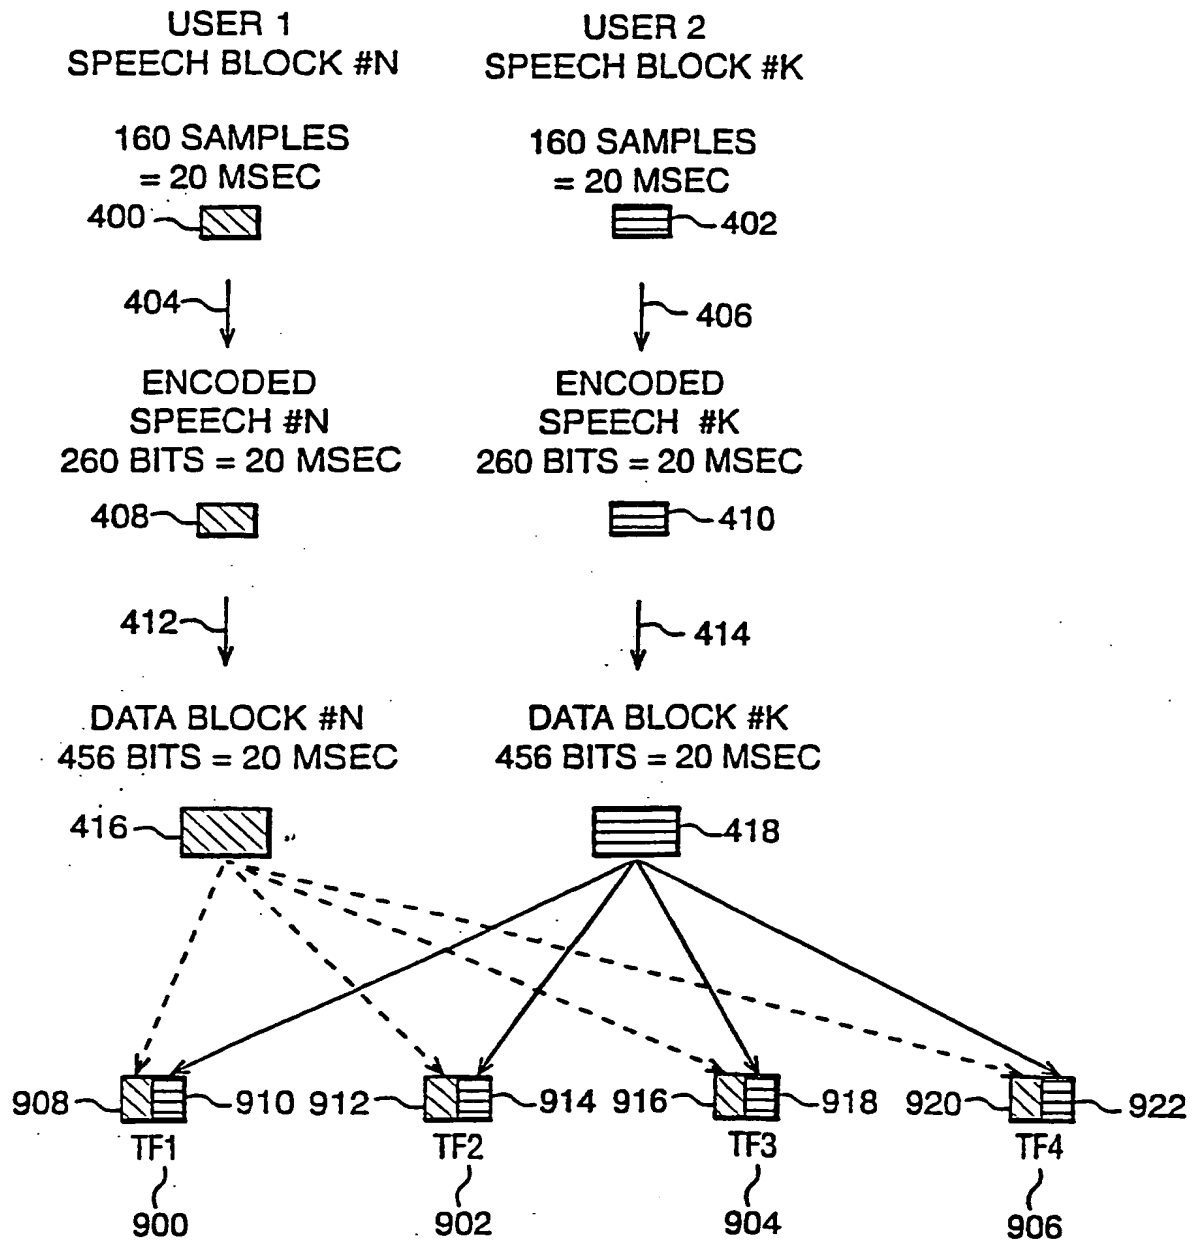 USER 1
SPEECH BLOCK #N
USER 2
SPEECH BLOCK #K
160 SAMPLES
= 20 MSEC
160 SAMPLES
= 20 MSEC
400
402
404
406
ENCODED
SPEECH #N
260 BITS = 20 MSEC
ENCODED
SPEECH #K
260 BITS = 20 MSEC
408
410
412
414
DATA BLOCK #N
456 BITS = 20 MSEC
DATA BLOCK #K
456 BITS = 20 MSEC
416
418
908
910
912
914
916
918
920
922
TF1
TF2
TF3
TF4
900
902
904
906